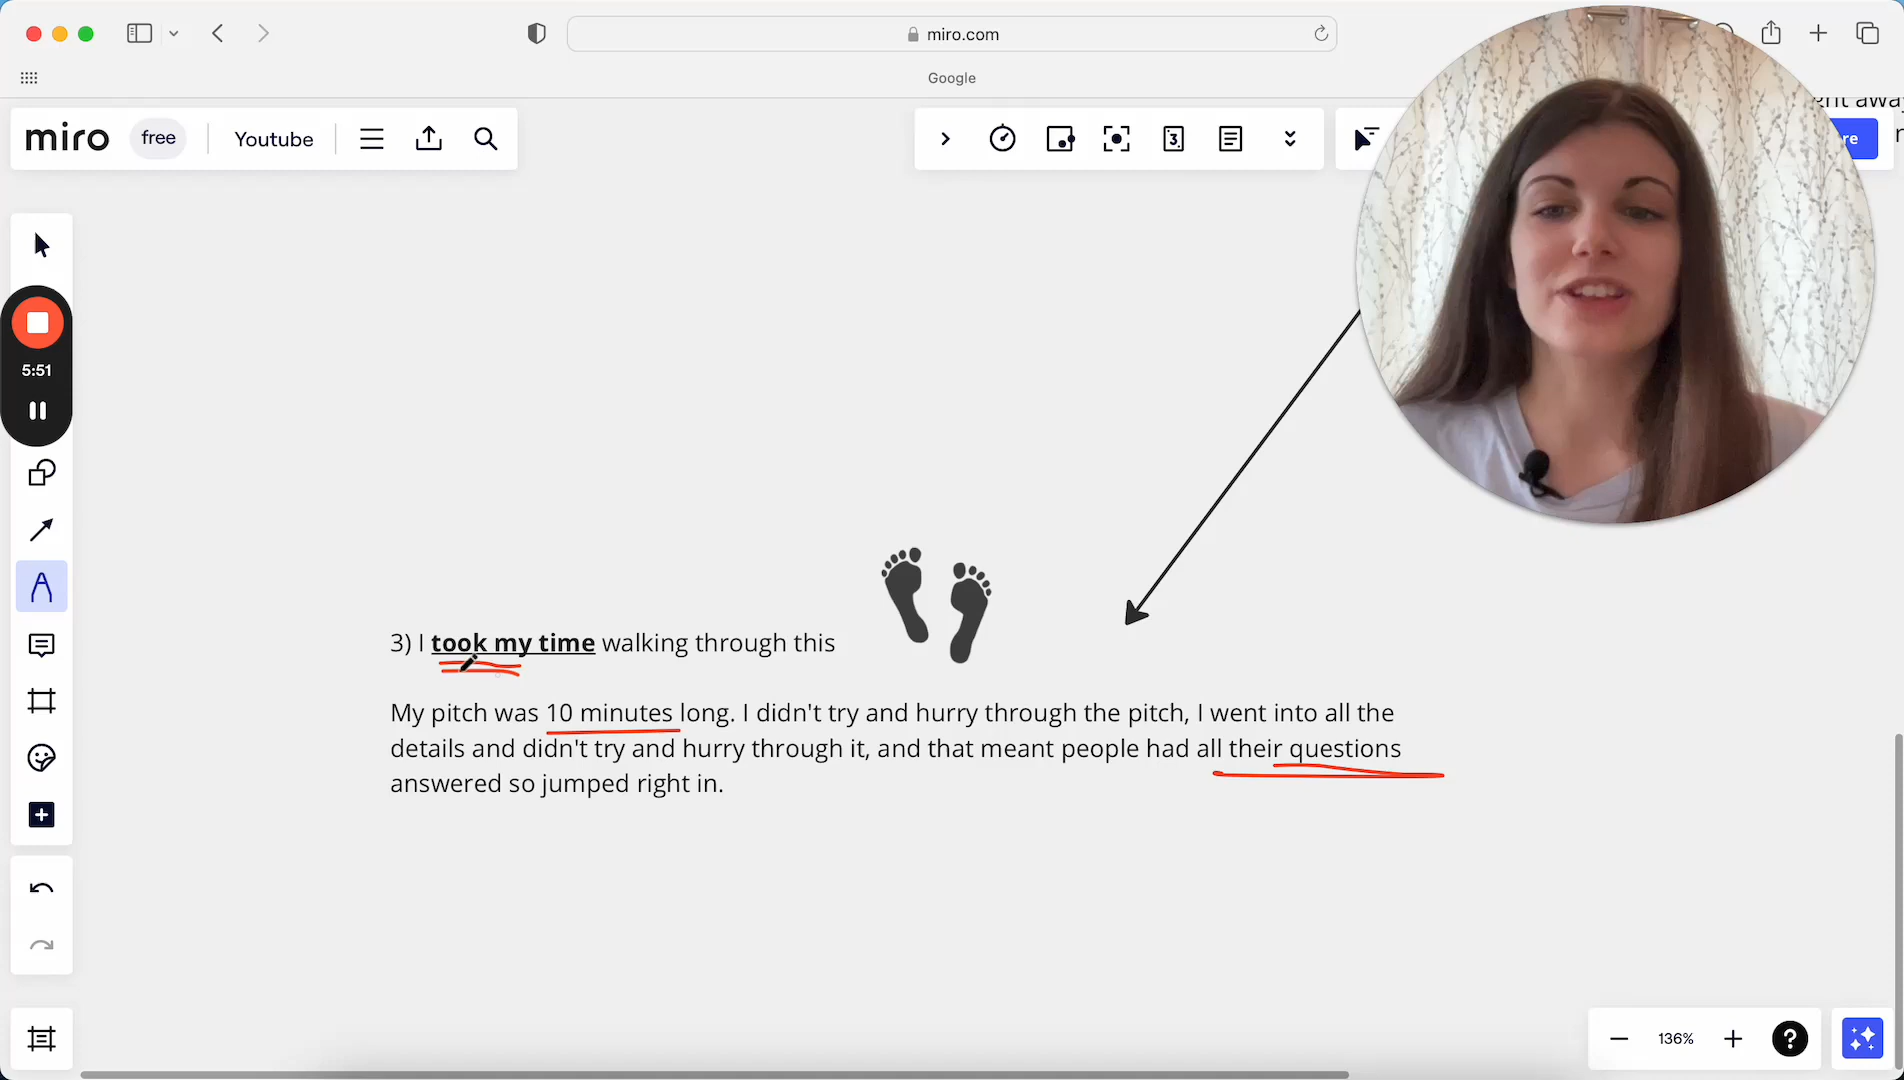 miro.com
Google
miro free Youtube
3
5:51
3) I took my time walking through this
My pitch was 10 minutes long. I didn't try and hurry through the pitch, I went into all the
details and didn't try and hurry through it, and that meant people had all their questions
answered so jumped right in.
136%
?